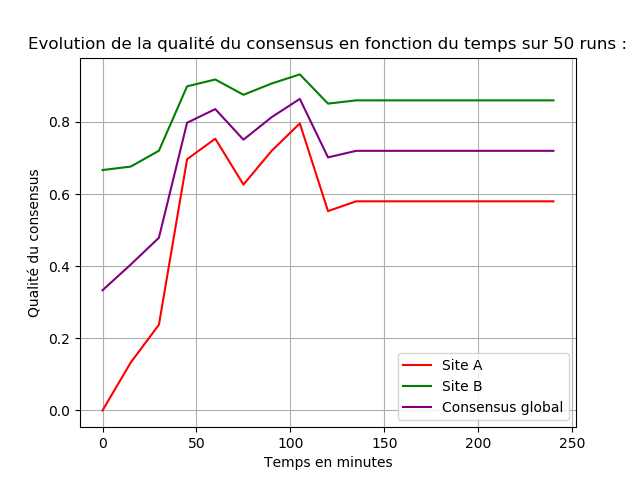 Evolution de la qualité du consensus en fonction du temps sur 50 runs :
Qualité du consensus
0.8
0.6
0.4
0.2
0.0
0 50 100 150 200 250
Temps en minutes
Site A
Site B
Consensus global